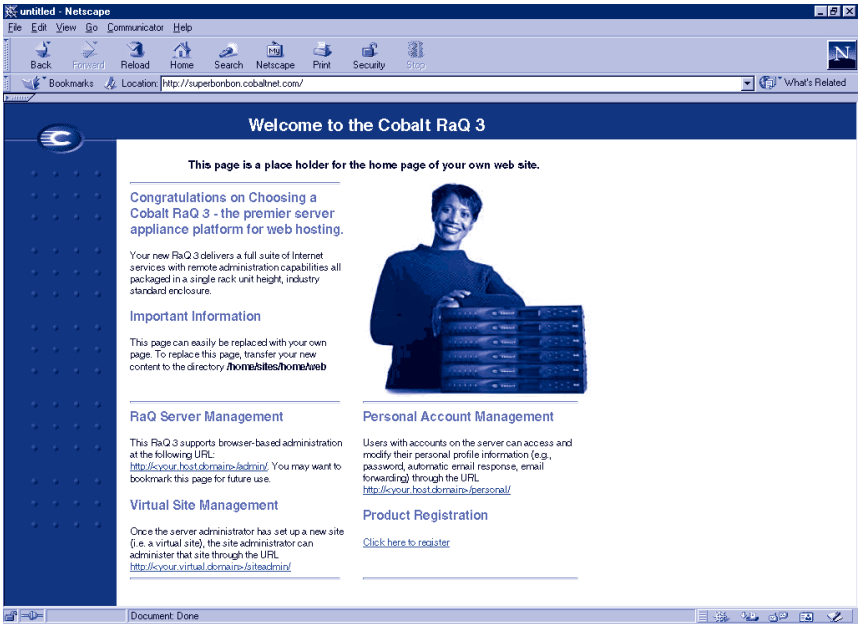 untitled - Netscape
File Edit View Go Communicator Help
Back Forward Reload Home Search Netscape Print Security Stop
N
Bookmarks Location: http://superbonbon.cobaltnet.com/ What's Related
Welcome to the Cobalt RaQ 3
This page is a place holder for the home page of your own web site.
Congratulations on Choosing a
Cobalt RaQ 3 - the premier server
appliance platform for web hosting.
Your new RaQ 3 delivers a full suite of Internet
services with remote administration capabilities all
packaged in a single rack unit height, industry
standard enclosure.
Important Information
This page can easily be replaced with your own
page. To replace this page, transfer your new
content to the directory /home/sites/home/web
RaQ Server Management
This RaQ 3 supports browser-based administration
at the following URL:
http://<your.host.domain>/admin/. You may want to
bookmark this page for future use.
Virtual Site Management
Once the server administrator has set up a new site
(i.e. a virtual site), the site administrator can
administer that site through the URL
http://<your.virtual.domain>/siteadmin/
Personal Account Management
Users with accounts on the server can access and
modify their personal profile information (e.g.,
password, automatic email response, email
forwarding) through the URL
http://<your.host.domain>/personal/
Product Registration
Click here to register
Document: Done